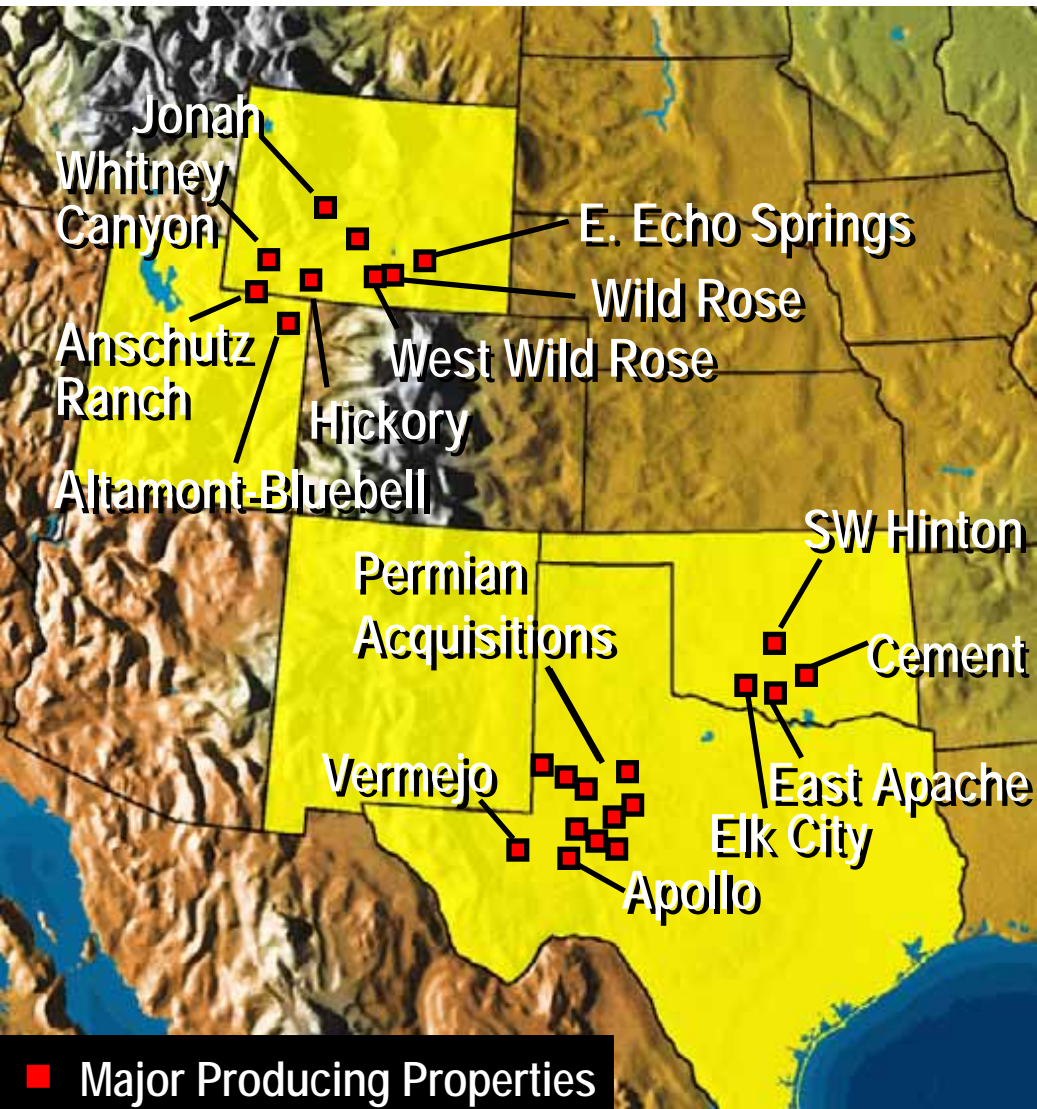 Jonah
Whitney
Canyon
E. Echo Springs
Wild Rose
Anschutz
Ranch
West Wild Rose
Hickory
Altamont-Bluebell
SW Hinton
Permian
Acquisitions
Cement
Vermejo
East Apache
Elk City
Apollo
Major Producing Properties